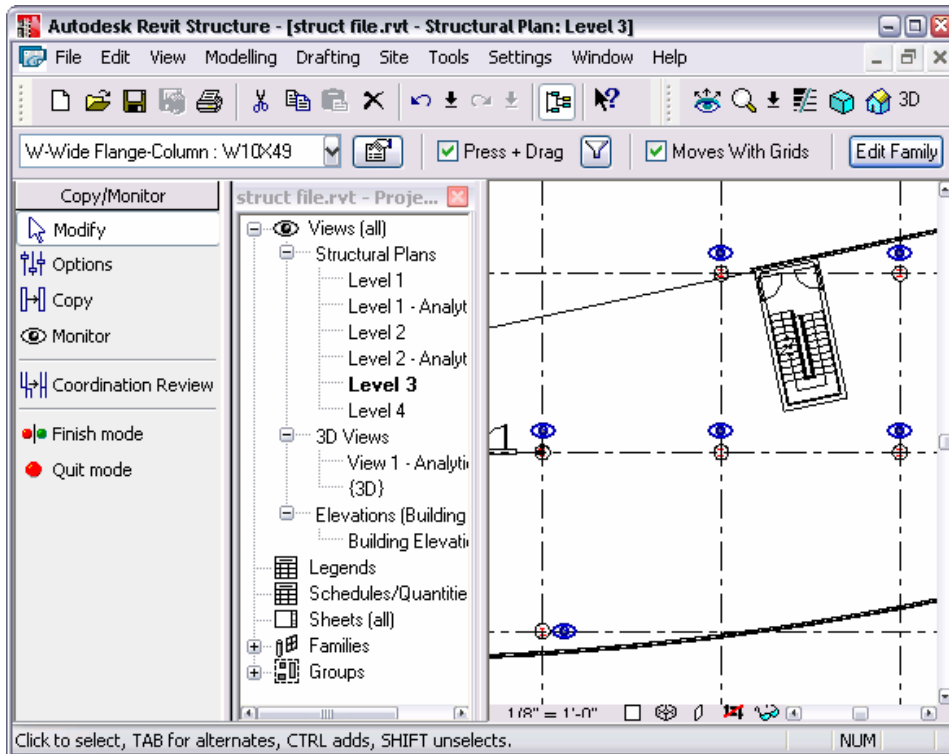 Autodesk Revit Structure - [struct file.rvt - Structural Plan: Level 3]
File Edit View Modelling Drafting Site Tools Settings Window Help
3D
W-Wide Flange-Column : W10X49 Press + Drag Moves With Grids Edit Family
Copy/Monitor
Modify
Options
Copy
Monitor
Coordination Review
Finish mode
Quit mode
struct file.rvt - Proje...
Views (all)
Structural Plans
Level 1
Level 1 - Analyt
Level 2
Level 2 - Analyt
Level 3
Level 4
3D Views
View 1 - Analyti
{3D}
Elevations (Building
Building Elevati
Legends
Schedules/Quantitie
Sheets (all)
Families
Groups
1/8" = 1'-0"
Click to select, TAB for alternates, CTRL adds, SHIFT unselects. NUM